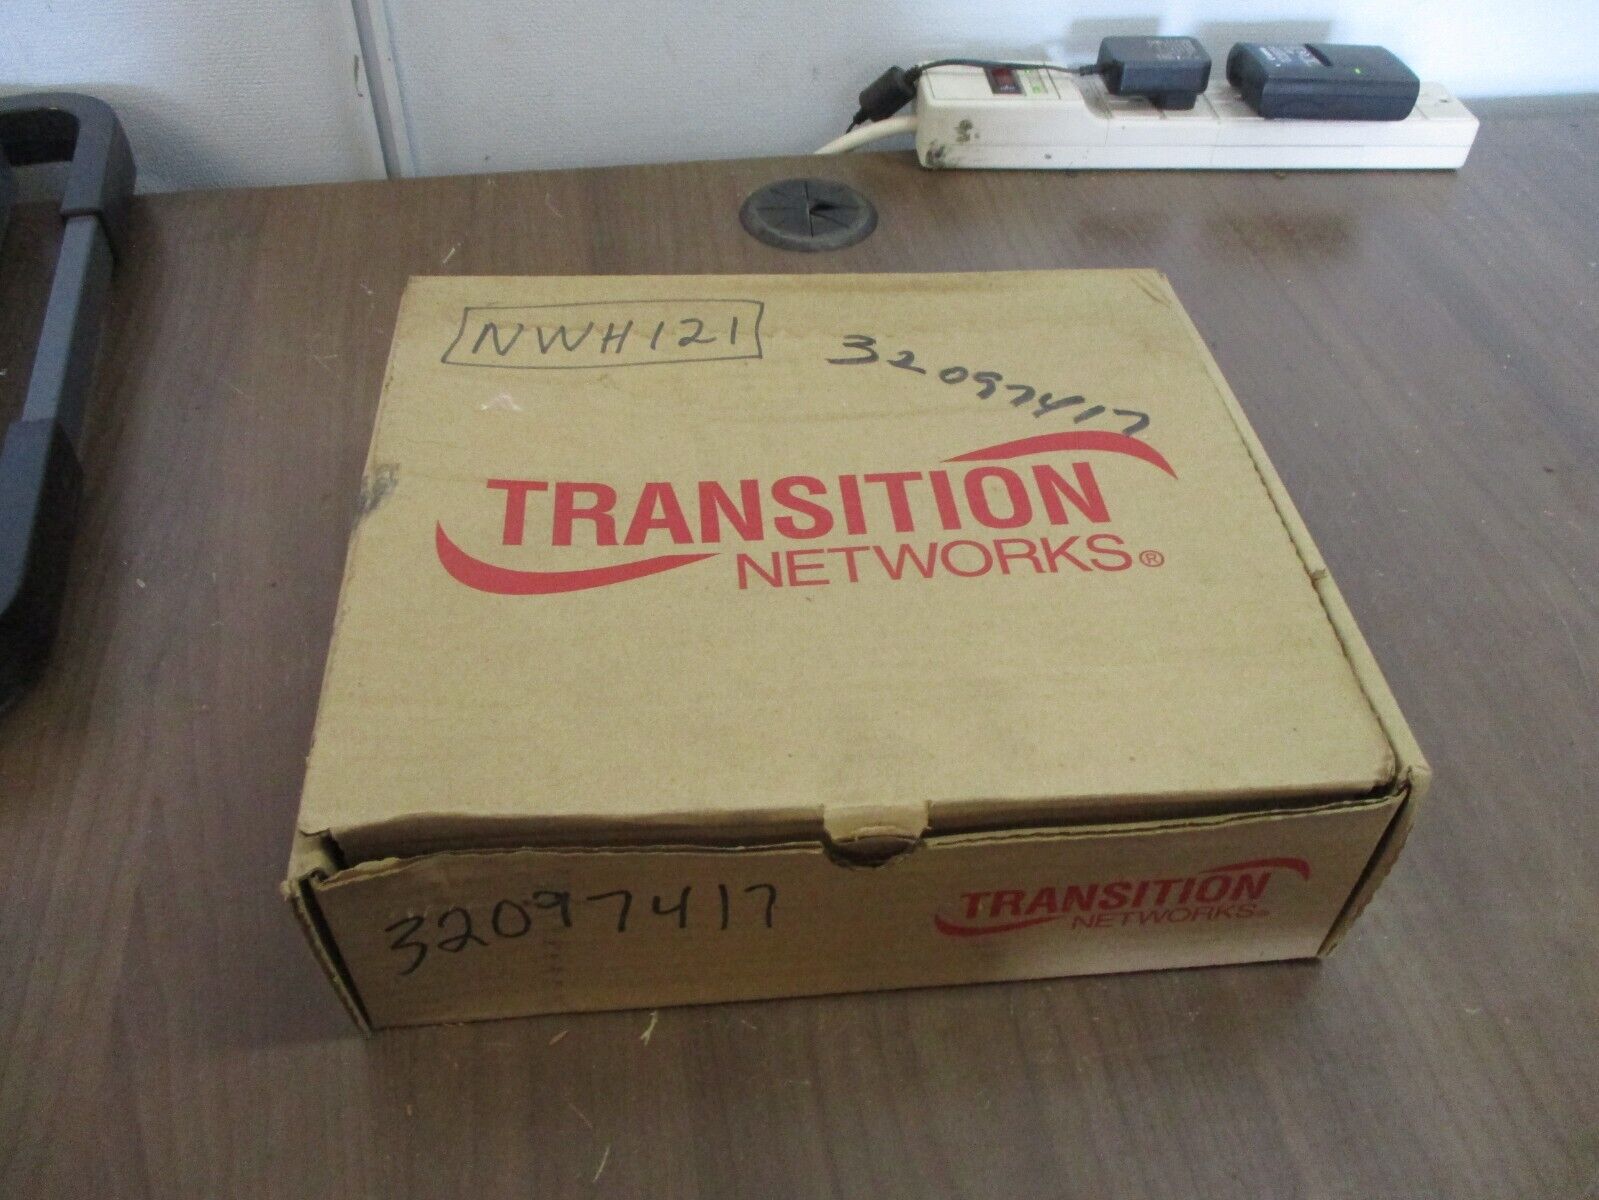 NWH121
32097417
TRANSITION
NETWORKS®
32097417
TRANSITION
NETWORKS®